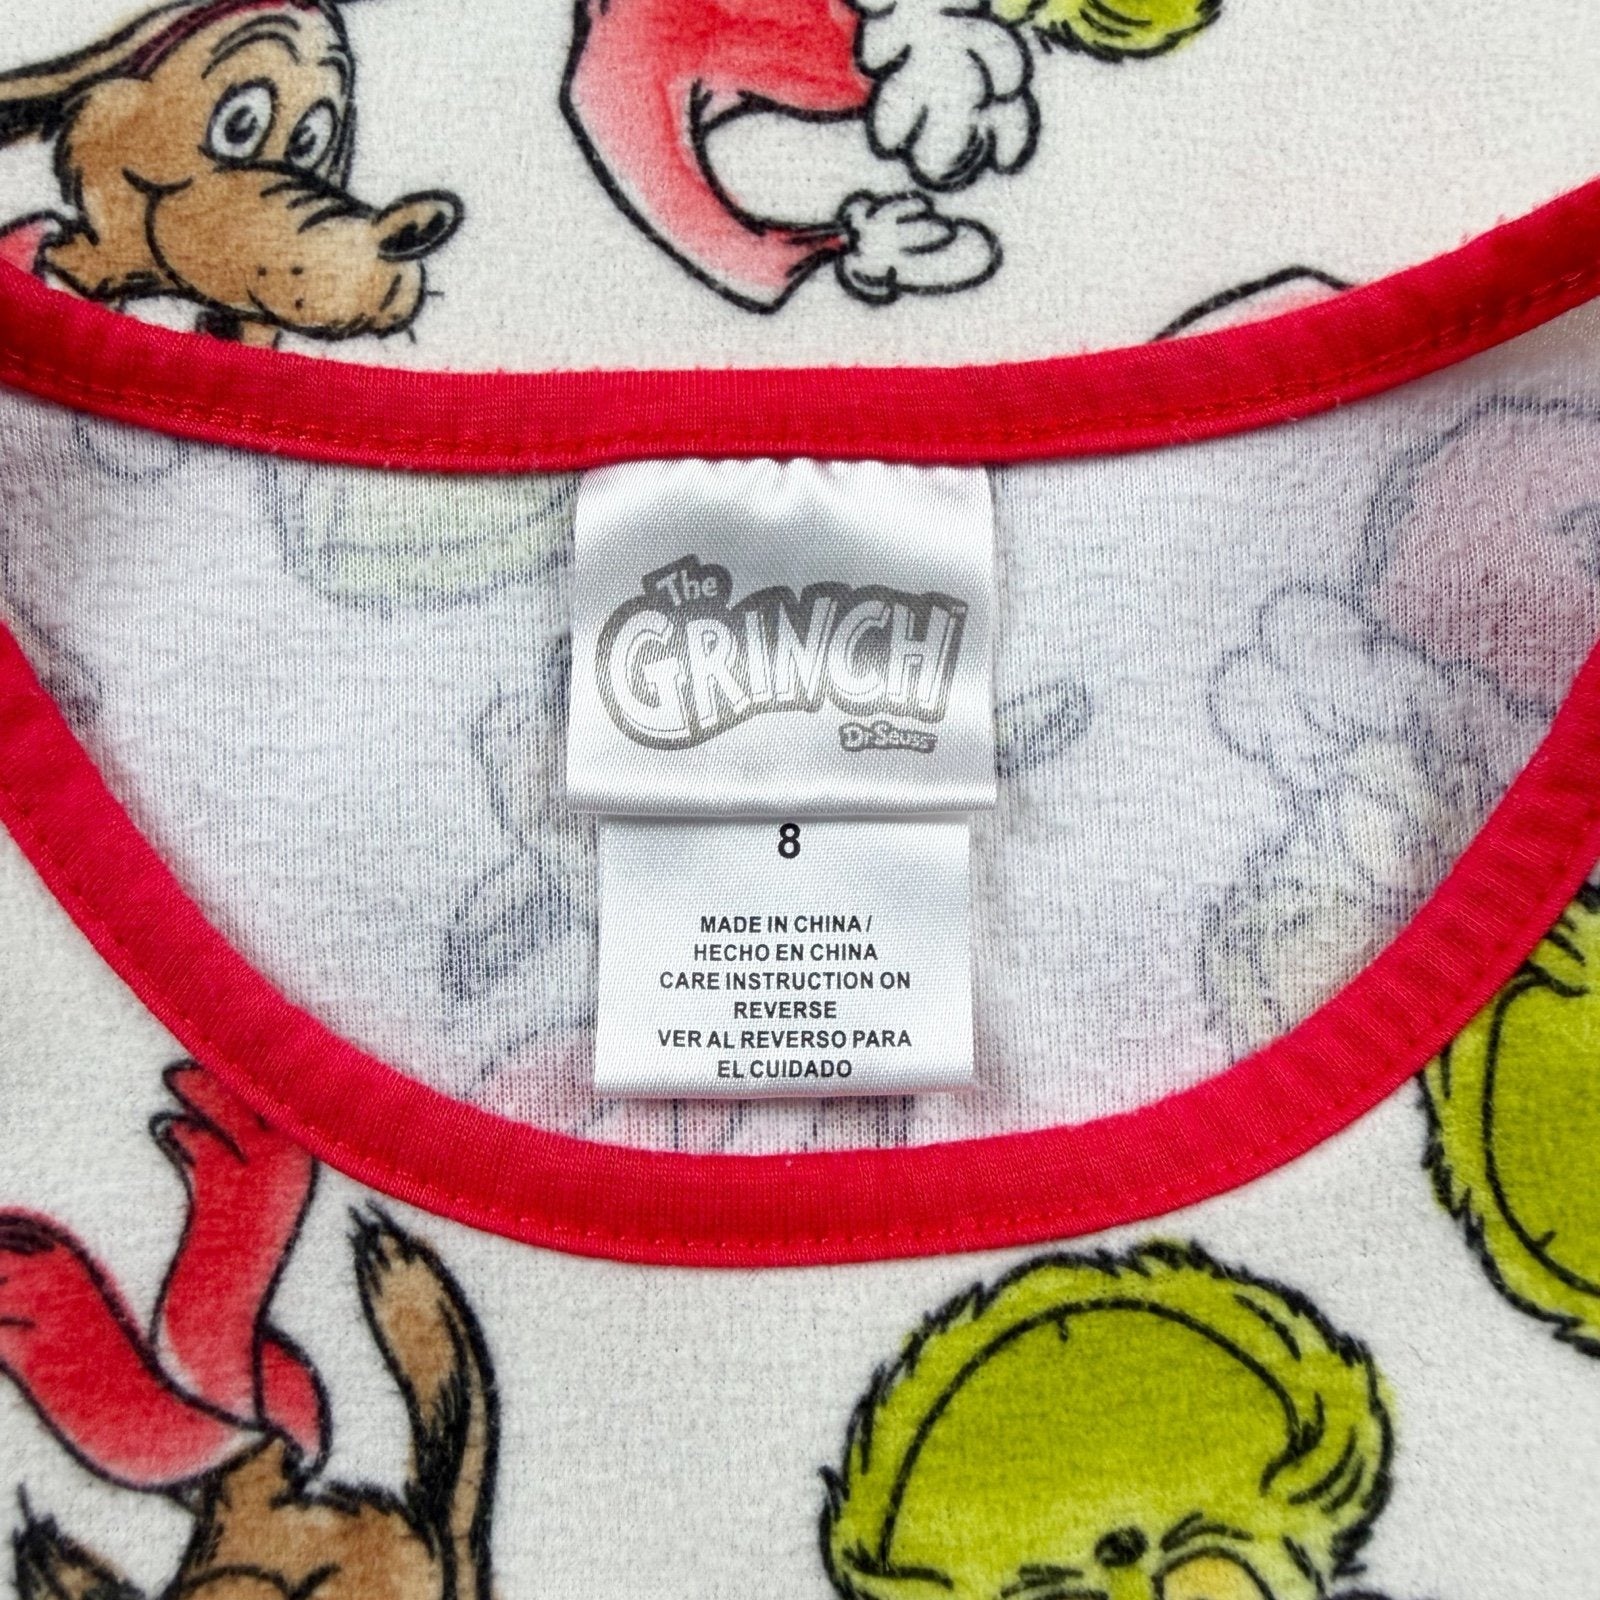 The
GRINCH
Dr. Seuss
8
MADE IN CHINA /
HECHO EN CHINA
CARE INSTRUCTION ON
REVERSE
VER AL REVERSO PARA
EL CUIDADO